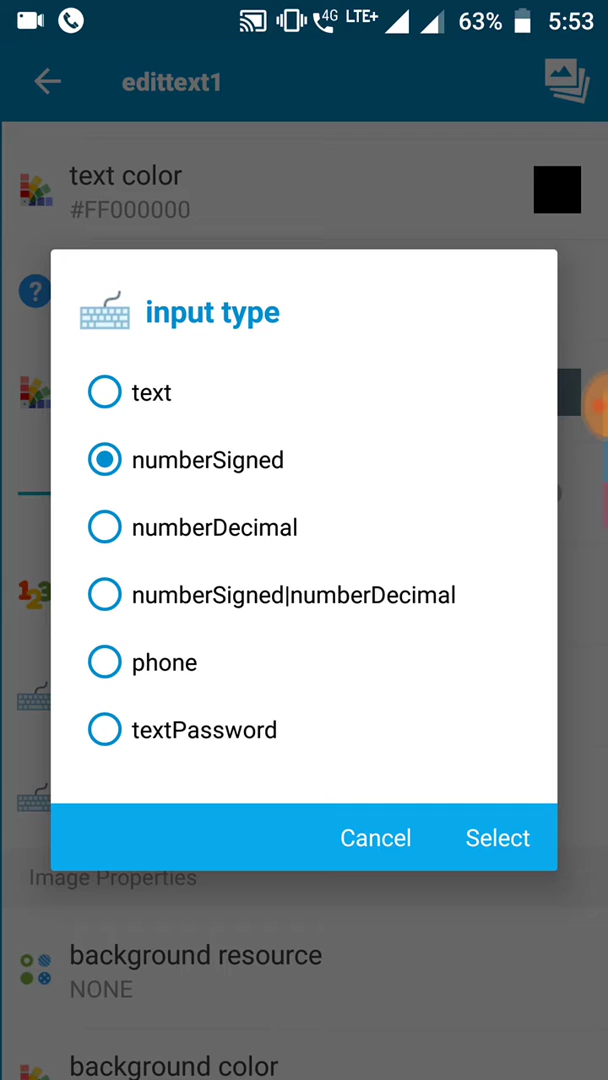 4G LTE+ 63% 5:53
edittext1
text color
#FF000000
?
input type
text
numberSigned
numberDecimal
numberSigned|numberDecimal
123
phone
textPassword
Cancel Select
Image Properties
background resource
NONE
background color